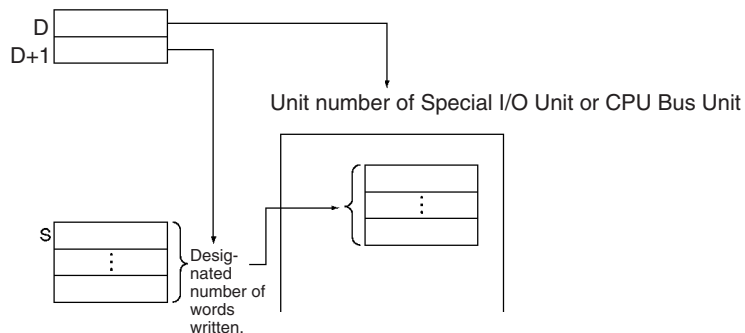 D
D+1
Unit number of Special I/O Unit or CPU Bus Unit
S
Desig-
nated
number of
words
written.